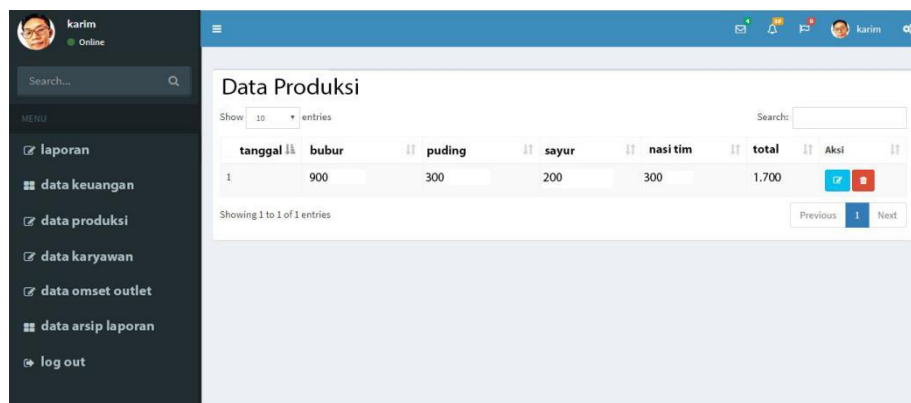 karim
Online
Search...
MENU
laporan
data keuangan
data produksi
data karyawan
data omset outlet
data arsip laporan
log out
4
10
karim
Data Produksi
Show 10 entries
Search:
tanggal bubur puding sayur nasi tim total Aksi
1 900 300 200 300 1.700
Showing 1 to 1 of 1 entries
Previous 1 Next